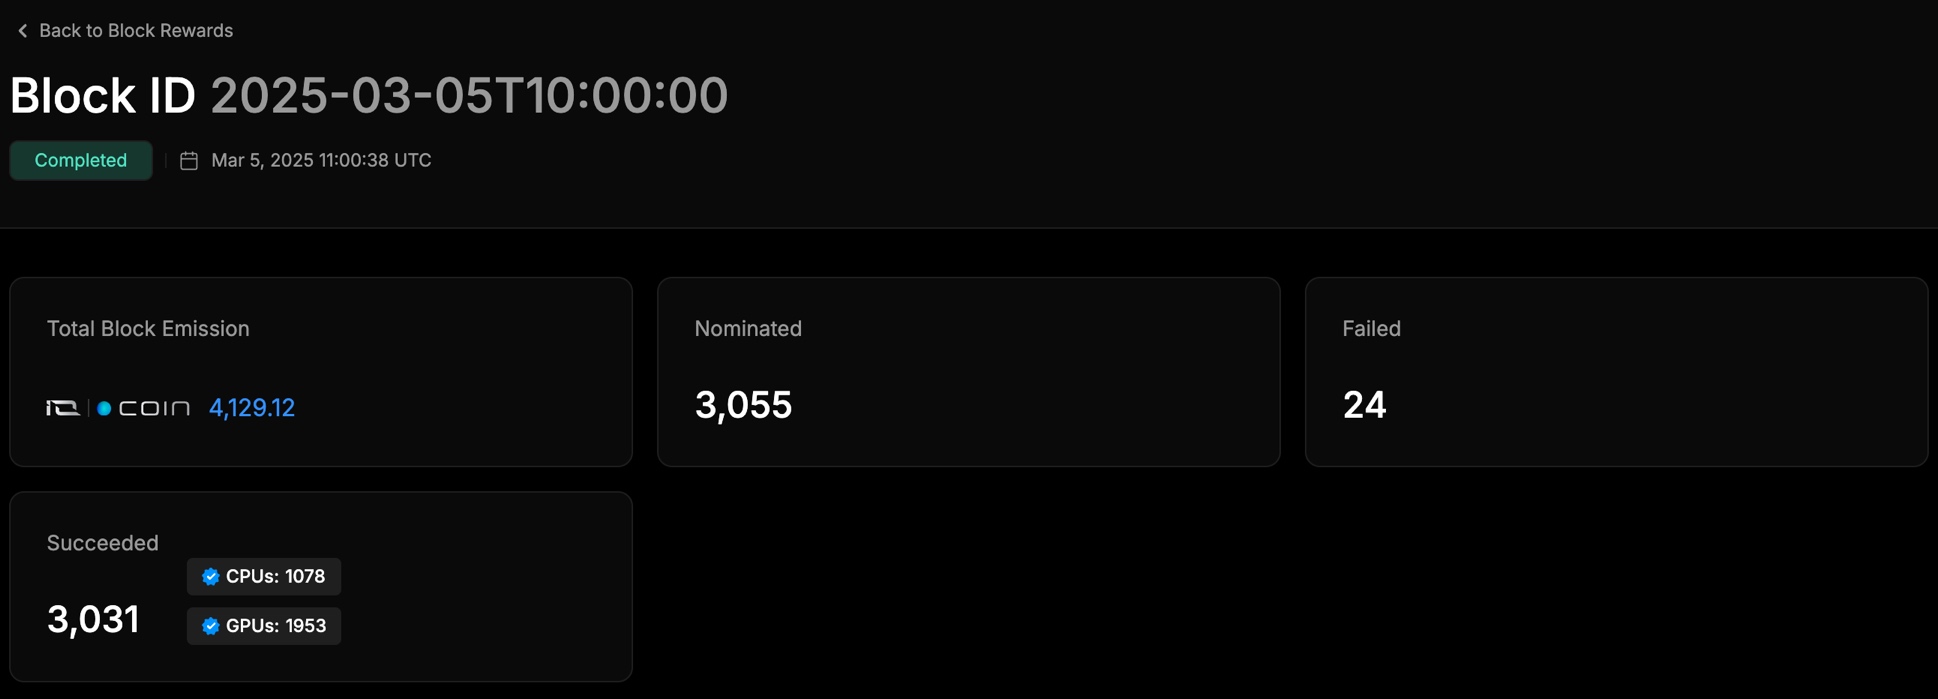 Back to Block Rewards
Block ID 2025-03-05T10:00:00
Completed
Mar 5, 2025 11:00:38 UTC
Total Block Emission
IO COIN 4,129.12
Nominated
3,055
Failed
24
Succeeded
3,031
CPUs: 1078
GPUs: 1953